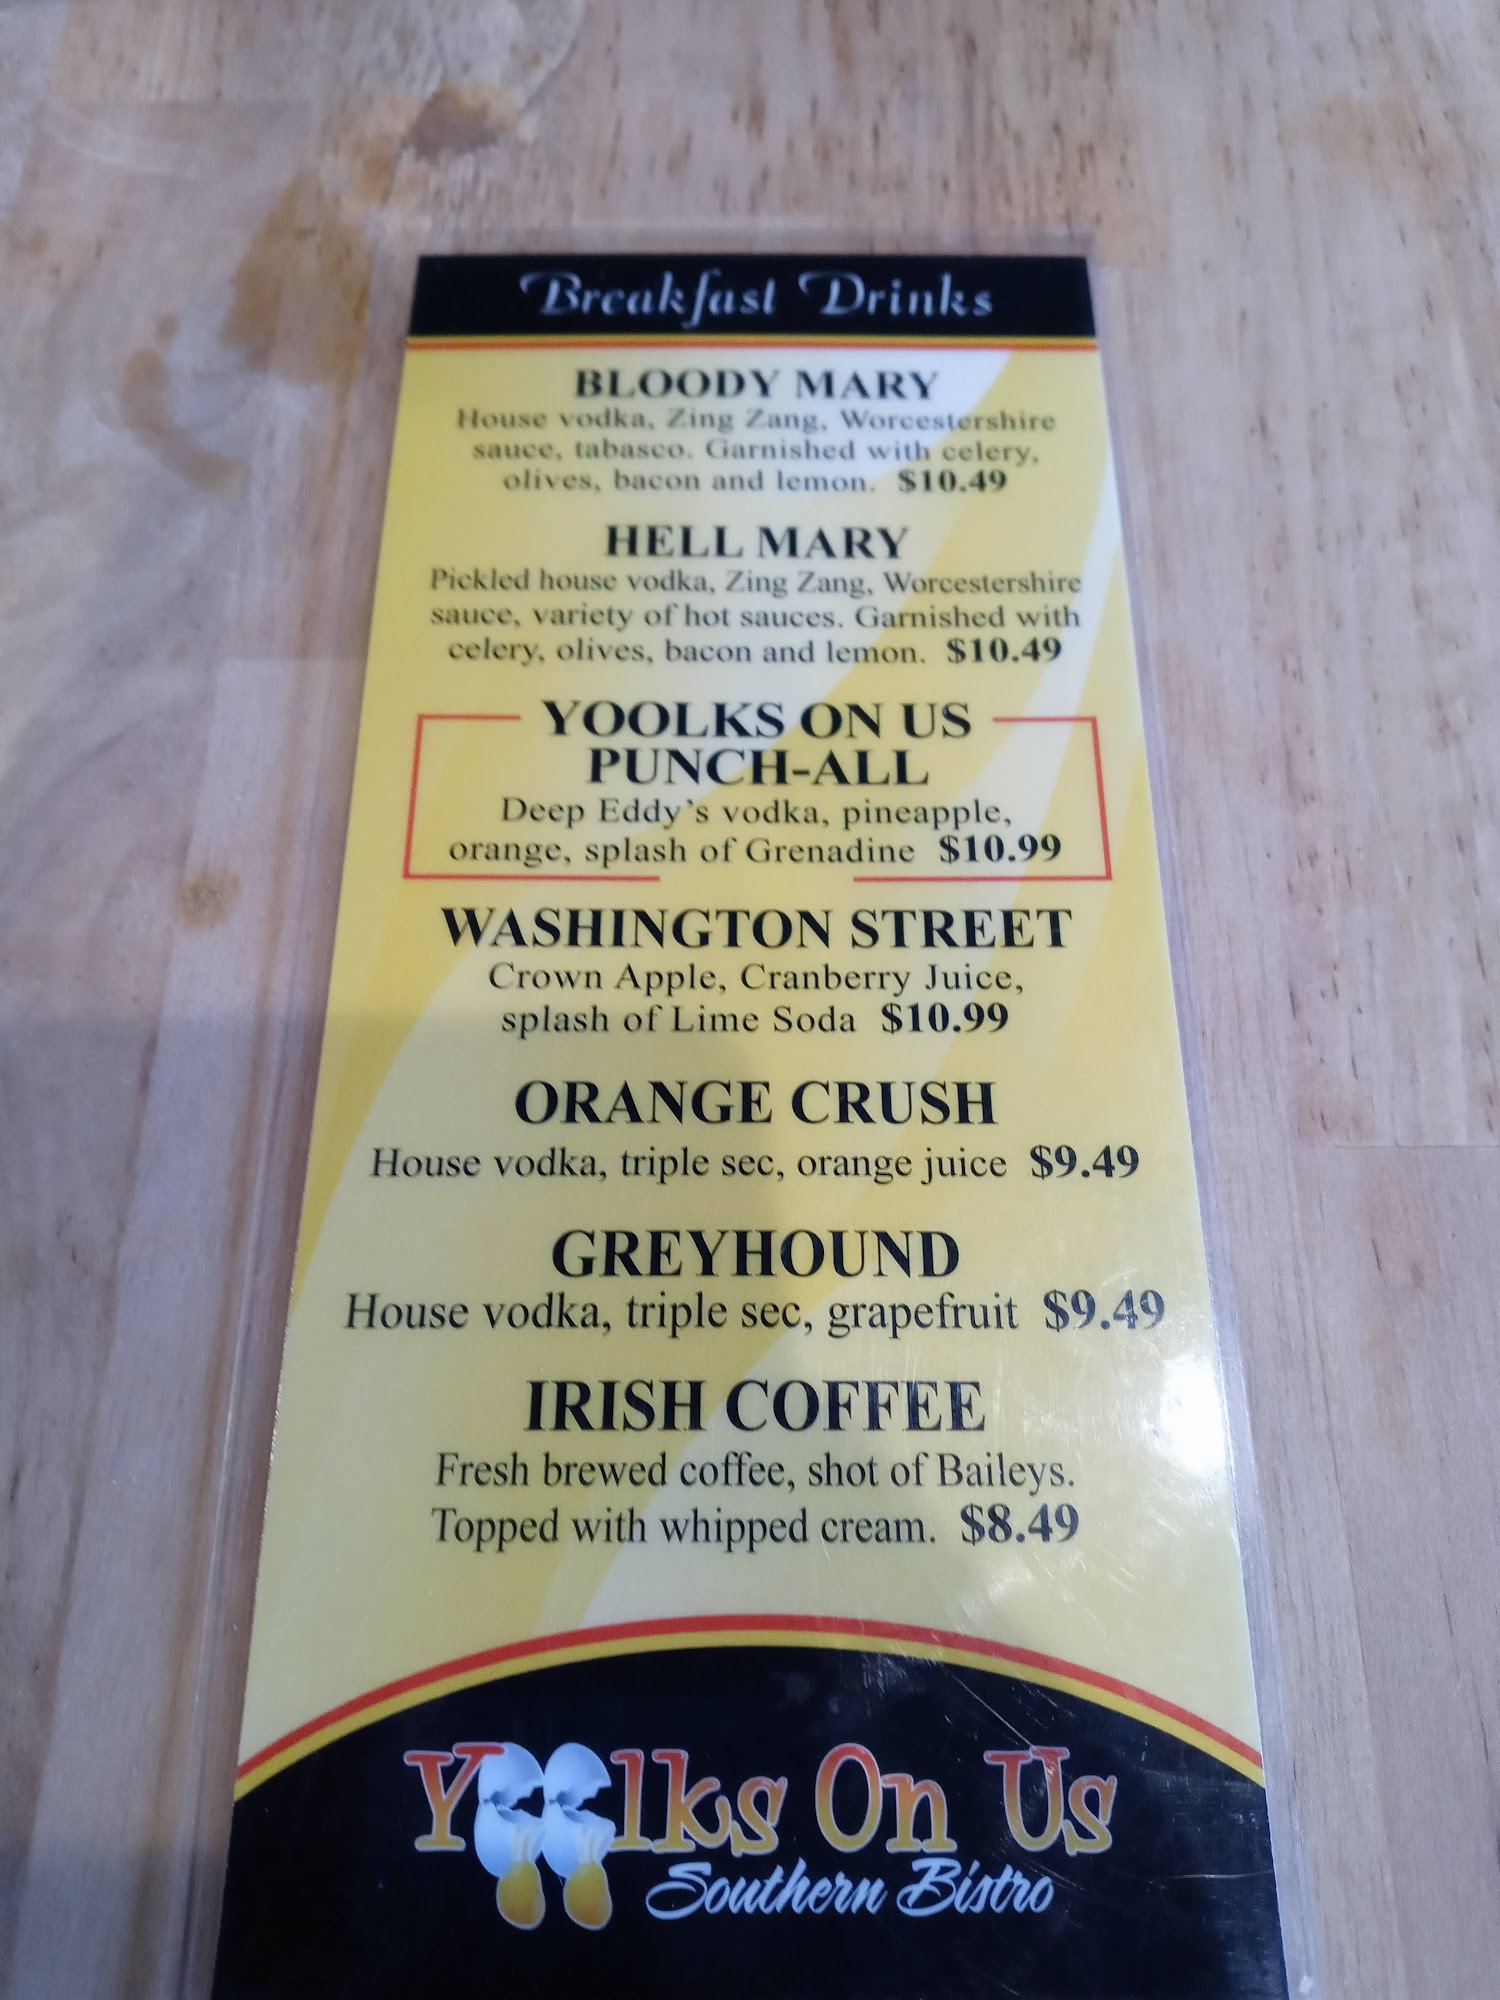 Breakfast Drinks
BLOODY MARY
House vodka, Zing Zang, Worcestershire
sauce, tabasco. Garnished with celery,
olives, bacon and lemon. $10.49
HELL MARY
Pickled house vodka, Zing Zang, Worcestershire
sauce, variety of hot sauces. Garnished with
celery, olives, bacon and lemon. $10.49
YOOLKS ON US
PUNCH-ALL
Deep Eddy's vodka, pineapple,
orange, splash of Grenadine $10.99
WASHINGTON STREET
Crown Apple, Cranberry Juice,
splash of Lime Soda $10.99
ORANGE CRUSH
House vodka, triple sec, orange juice $9.49
GREYHOUND
House vodka, triple sec, grapefruit $9.49
IRISH COFFEE
Fresh brewed coffee, shot of Baileys.
Topped with whipped cream. $8.49
Yoolks On Us
Southern Bistro